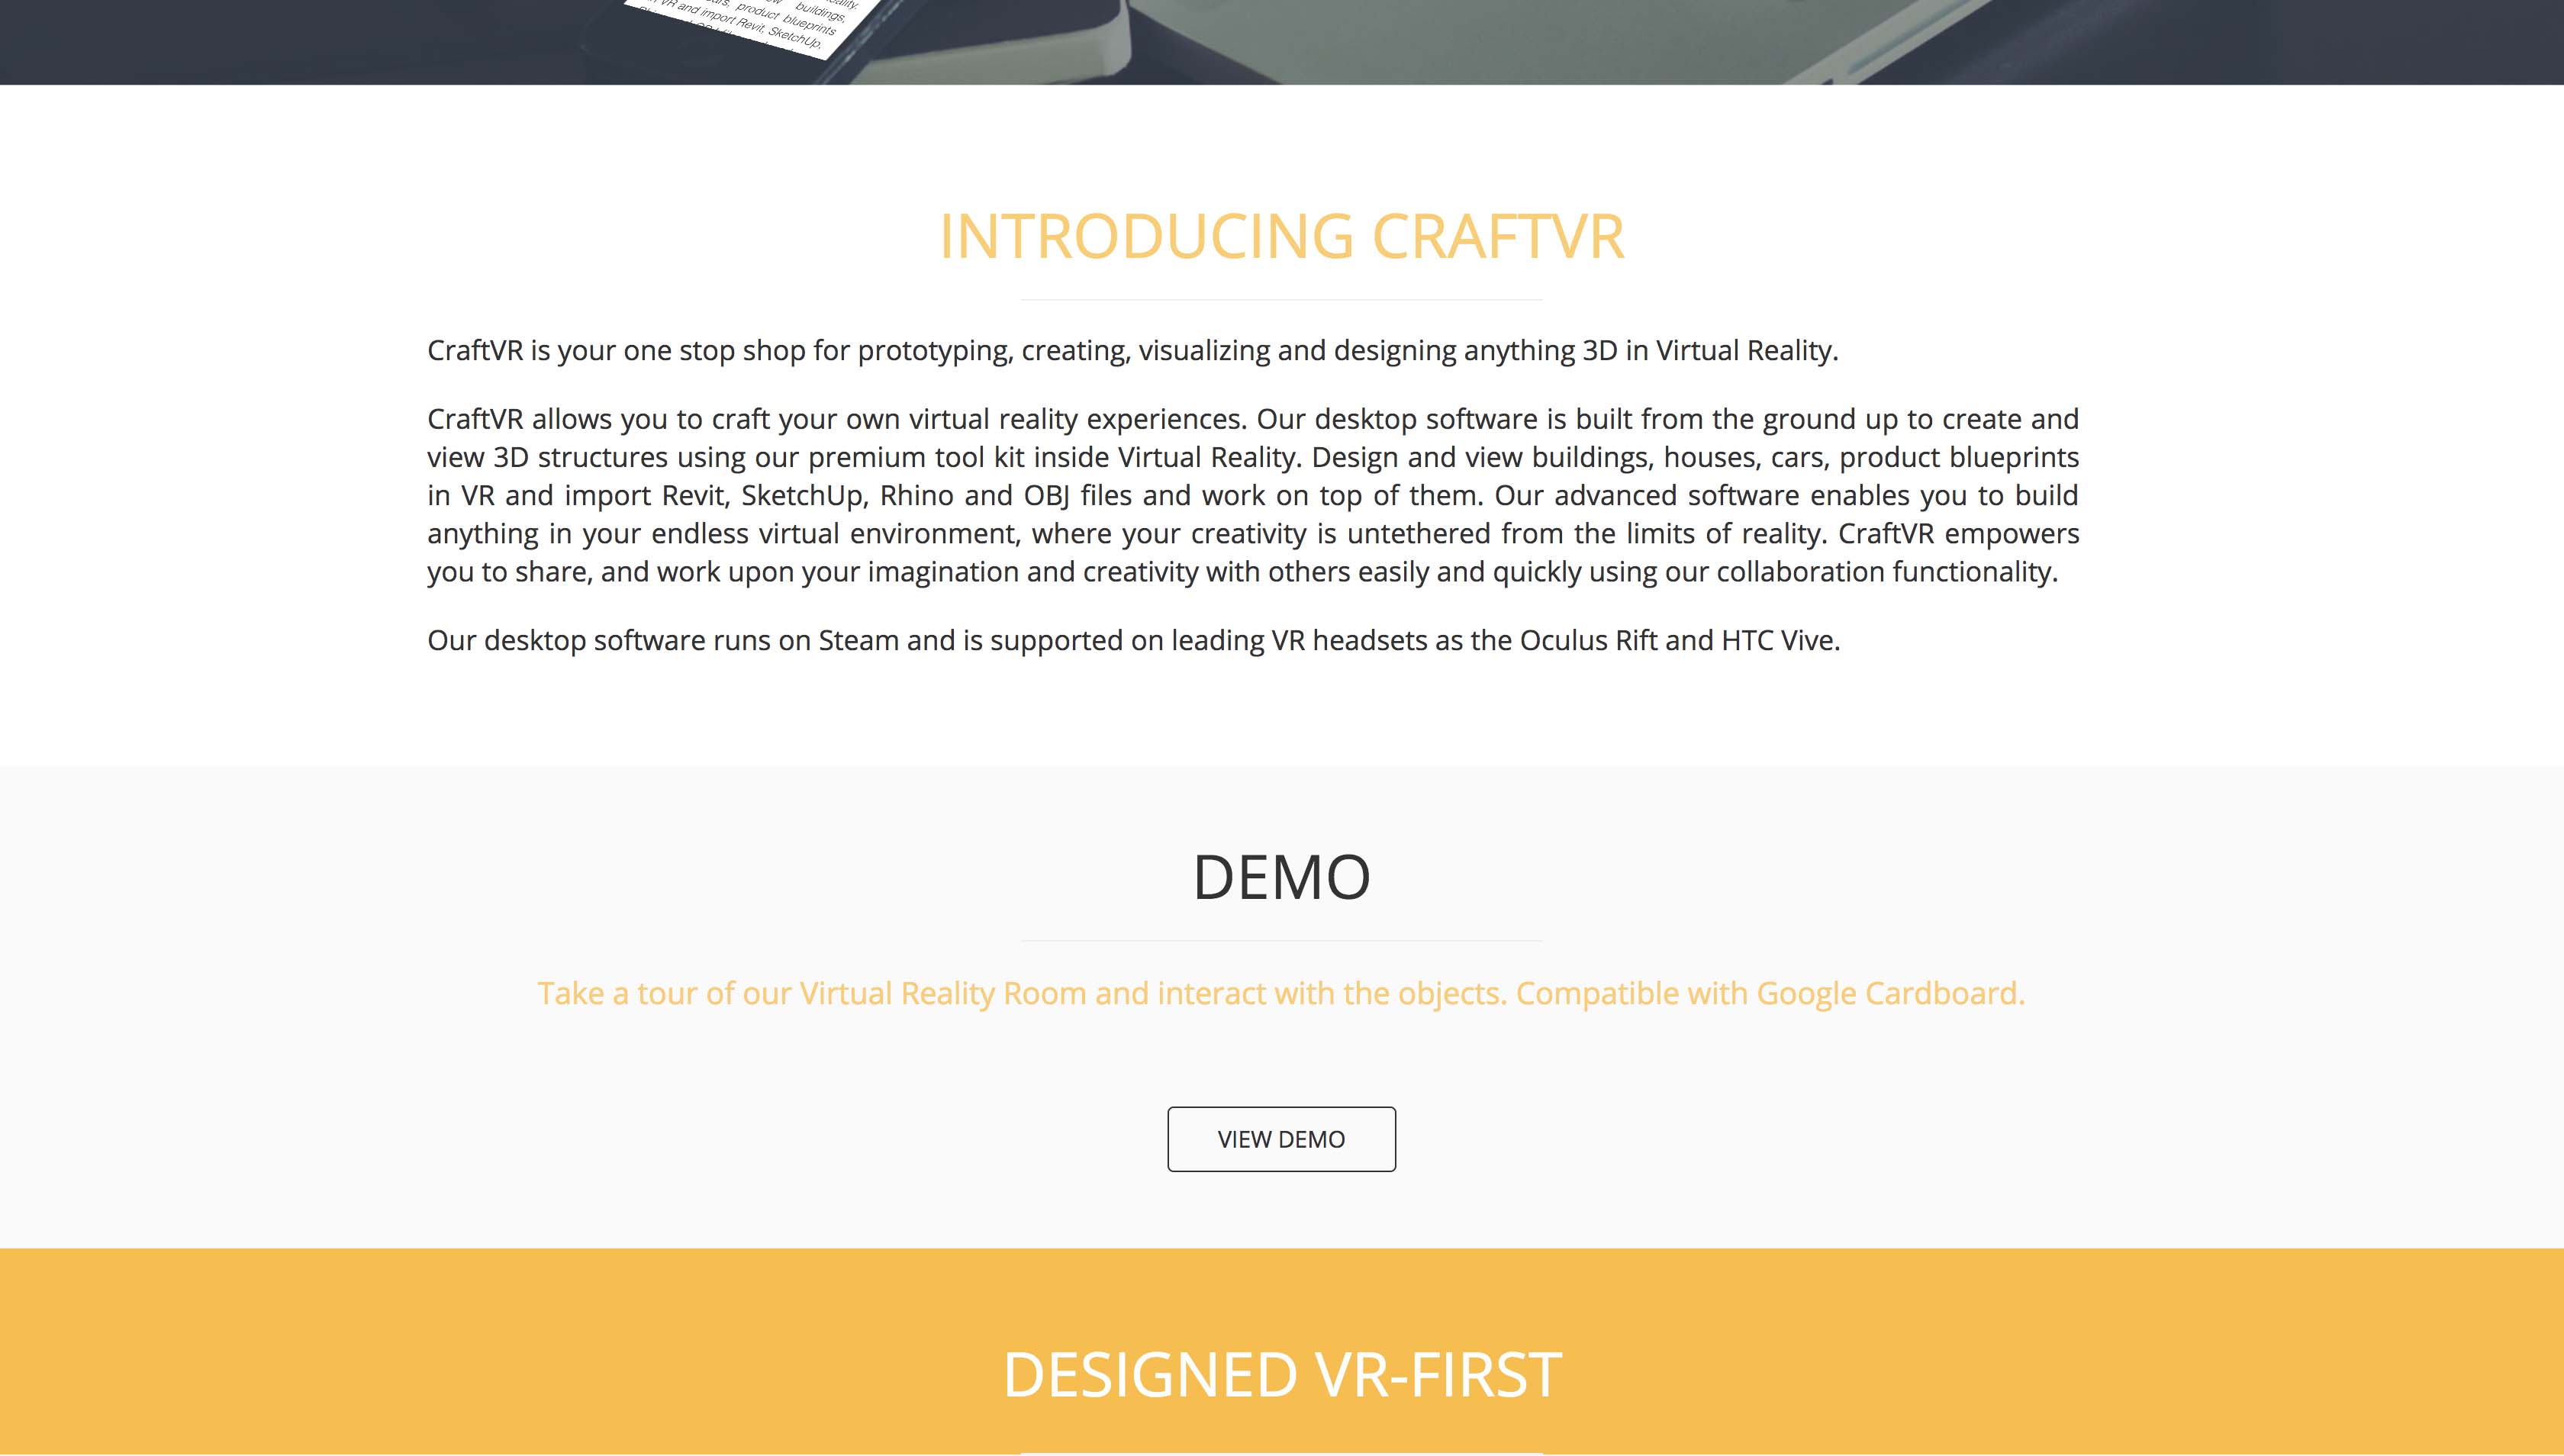 eality.
buildings,
ars, product blueprints
VR and import Revit, SketchUp,
INTRODUCING CRAFTVR
CraftVR is your one stop shop for prototyping, creating, visualizing and designing anything 3D in Virtual Reality.
CraftVR allows you to craft your own virtual reality experiences. Our desktop software is built from the ground up to create and
view 3D structures using our premium tool kit inside Virtual Reality. Design and view buildings, houses, cars, product blueprints
in VR and import Revit, SketchUp, Rhino and OBJ files and work on top of them. Our advanced software enables you to build
anything in your endless virtual environment, where your creativity is untethered from the limits of reality. CraftVR empowers
you to share, and work upon your imagination and creativity with others easily and quickly using our collaboration functionality.
Our desktop software runs on Steam and is supported on leading VR headsets as the Oculus Rift and HTC Vive.
DEMO
Take a tour of our Virtual Reality Room and interact with the objects. Compatible with Google Cardboard.
VIEW DEMO
DESIGNED VR-FIRST